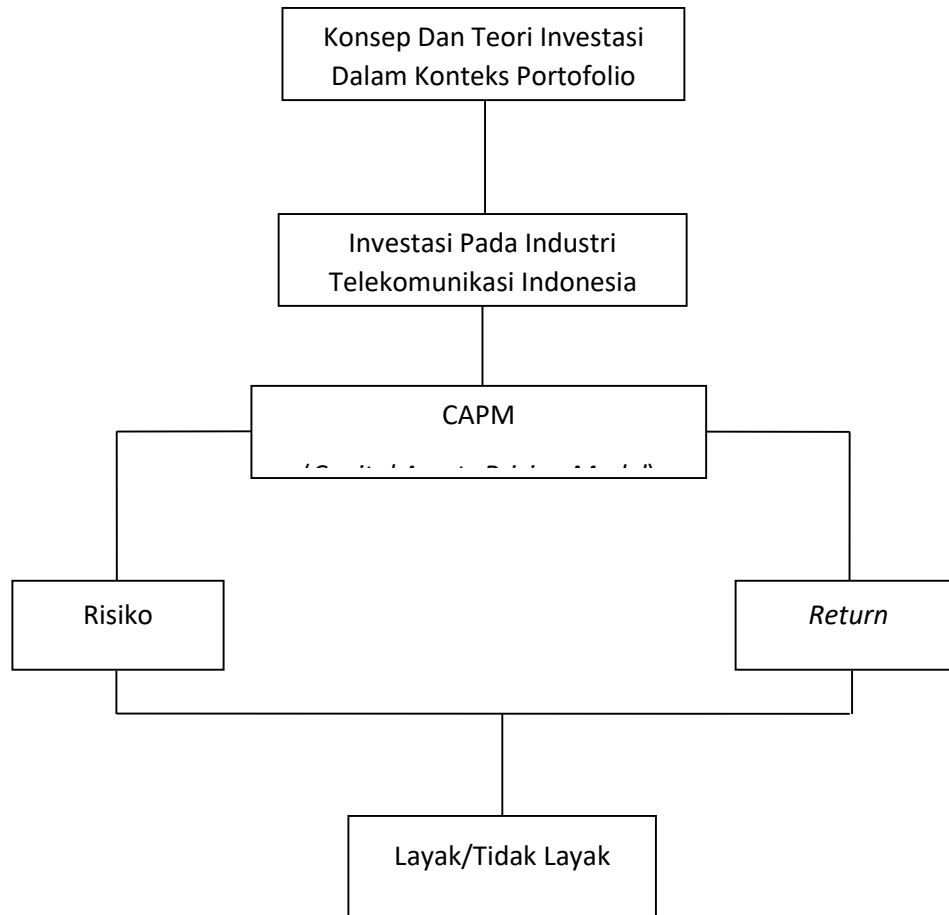 Konsep Dan Teori Investasi
Dalam Konteks Portofolio
Investasi Pada Industri
Telekomunikasi Indonesia
CAPM
Risiko
Return
Layak/Tidak Layak